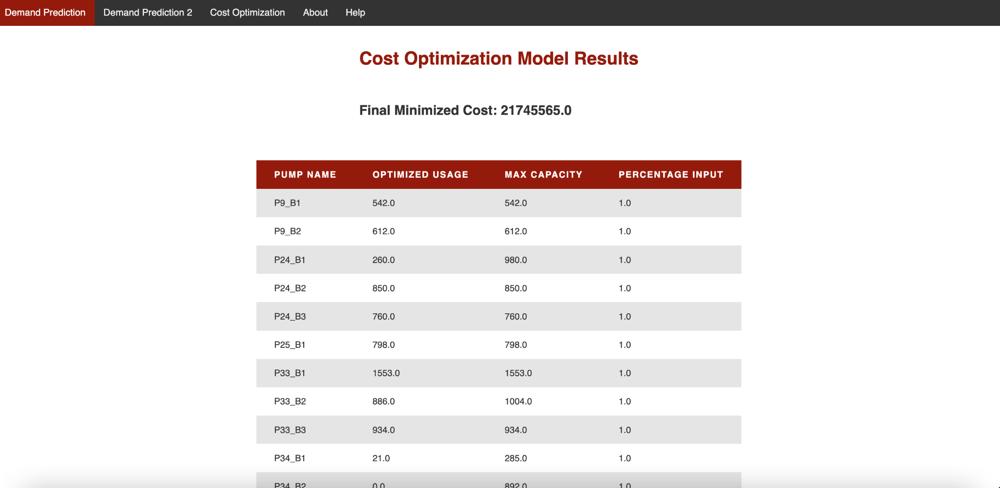 Demand Prediction Demand Prediction 2 Cost Optimization About Help
Cost Optimization Model Results
Final Minimized Cost: 21745565.0
PUMP NAME OPTIMIZED USAGE MAX CAPACITY PERCENTAGE INPUT
P9_B1 542.0 542.0 1.0
P9_B2 612.0 612.0 1.0
P24_B1 260.0 980.0 1.0
P24_B2 850.0 850.0 1.0
P24_B3 760.0 760.0 1.0
P25_B1 798.0 798.0 1.0
P33_B1 1553.0 1553.0 1.0
P33_B2 886.0 1004.0 1.0
P33_B3 934.0 934.0 1.0
P34_B1 21.0 285.0 1.0
P34_B2 0.0 892.0 1.0